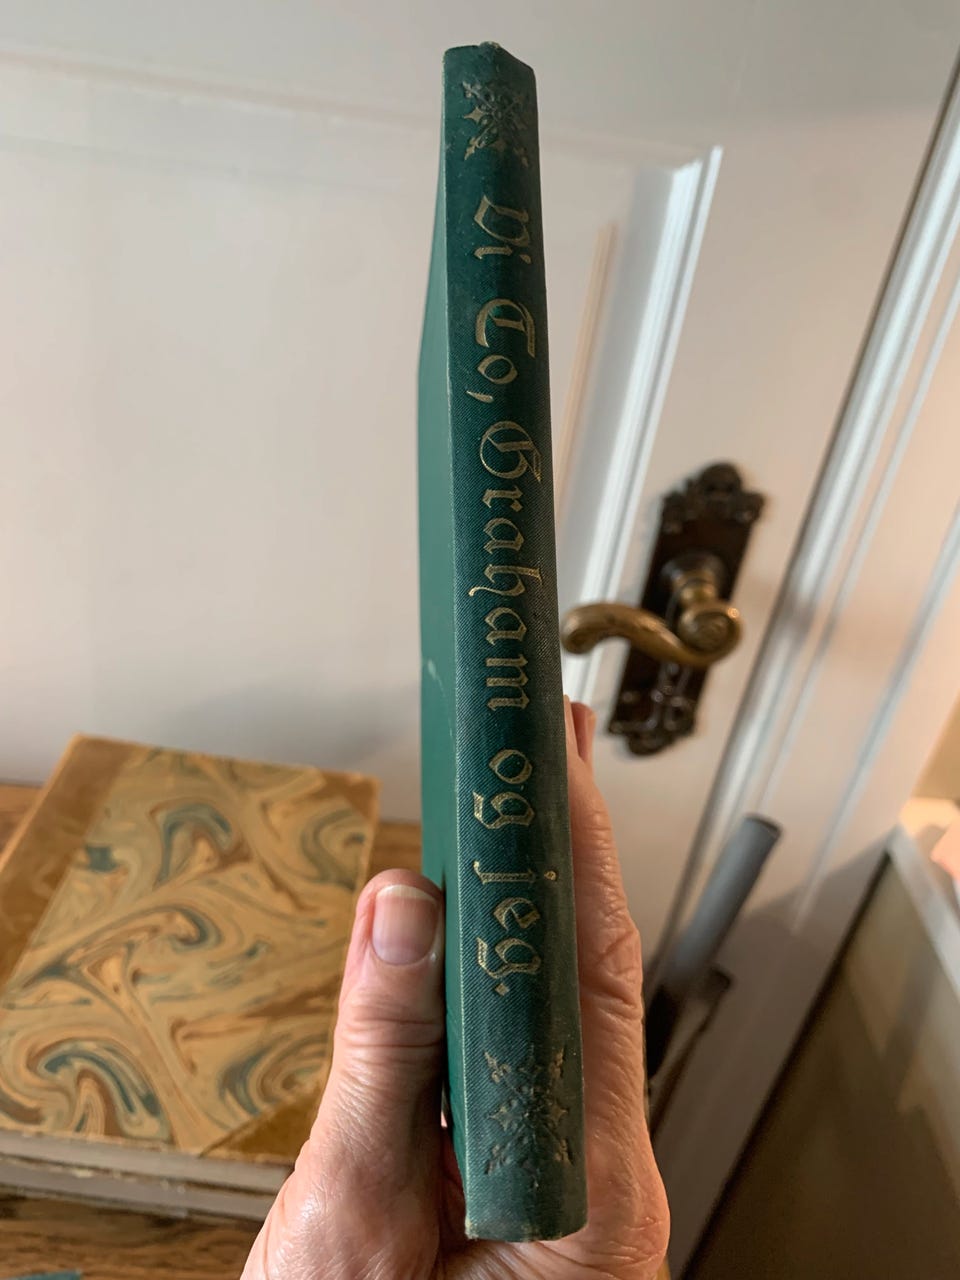 Vi To, Graham og jeg.